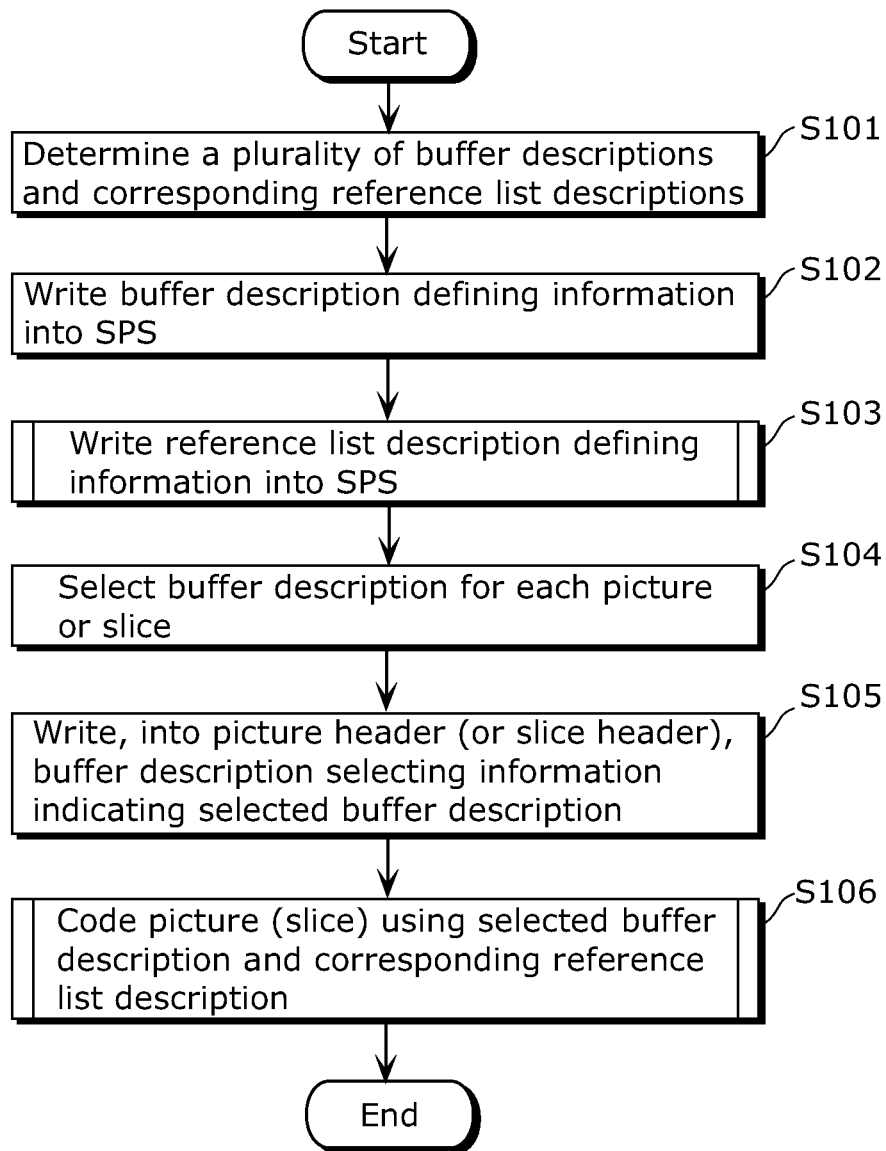 Start
S101
Determine a plurality of buffer descriptions
and corresponding reference list descriptions
S102
Write buffer description defining information
into SPS
S103
Write reference list description defining
information into SPS
S104
Select buffer description for each picture
or slice
S105
Write, into picture header (or slice header),
buffer description selecting information
indicating selected buffer description
S106
Code picture (slice) using selected buffer
description and corresponding reference
list description
End